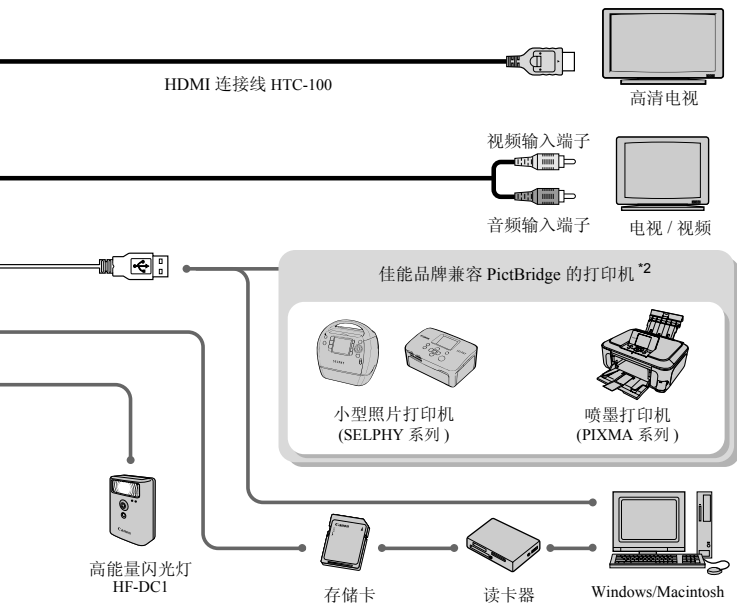 HDMI 连接线 HTC-100
高清电视
视频输入端子
音频输入端子
电视 / 视频
佳能品牌兼容 PictBridge 的打印机*2
小型照片打印机
(SELPHY 系列 )
喷墨打印机
(PIXMA 系列 )
Canon
高能量闪光灯
HF-DC1
Canon
存储卡
读卡器
Windows/Macintosh